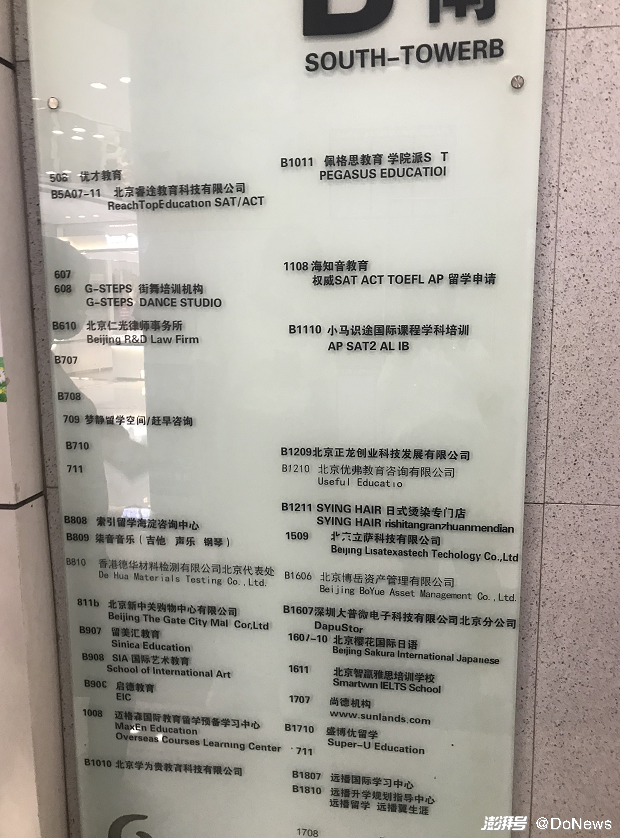 B 南
SOUTH-TOWERB
508 优才教育
B5A07-11 北京睿途教育科技有限公司
ReachTopEducation SAT/ACT
607
608 G-STEPS 街舞培训机构
G-STEPS DANCE STUDIO
B610 北京仁光律师事务所
Beijing R&D Law Firm
B707
B708
709 梦静留学空间/赶早咨询
B710
711
B808 索引留学海淀咨询中心
B809 柒音音乐（吉他 声乐 钢琴）
B810 香港德华材料检测有限公司北京代表处
De Hua Materials Testing Co.,Ltd.
811b 北京新中关购物中心有限公司
Beijing The Gate City Mal Cor,Ltd
B907 留美汇教育
Sinica Education
B908 SIA 国际艺术教育
School of International Art
B90 启德教育
EIC
1008 迈格森国际教育留学预备学习中心
MaxEn Education
Overseas Courses Learning Center
B1010 北京学为贵教育科技有限公司
B1011 佩格思教育 学院派S T
PEGASUS EDUCATIOI
1108 海知音教育
权威SAT ACT TOEFL AP 留学申请
B1110 小马识途国际课程学科培训
AP SAT2 AL IB
B1209北京正龙创业科技发展有限公司
B1210 北京优弗教育咨询有限公司
Useful Educatio
B1211 SYING HAIR 日式烫染专门店
SYING HAIR rishitangranzhuanmendian
1509 北京立萨科技有限公司
Beijing Lisatexastech Techology Co.,Ltd
B1606 北京博岳资产管理有限公司
Beijing BoYue Asset Management Co.,Ltd.
B1607深圳大普微电子科技有限公司北京分公司
DapuStor
1607-10 北京樱花国际日语
Beijing Sakura International Japanese
1611 北京智赢雅思培训学校
Smartwin IELTS School
1707 尚德机构
www.sunlands.com
B1710 盛博优留学
Super-U Education
711
B1807 远播国际学习中心
B1810 远播升学规划指导中心
远播留学 远播翼生涯
1708
澎湃号 @DoNews